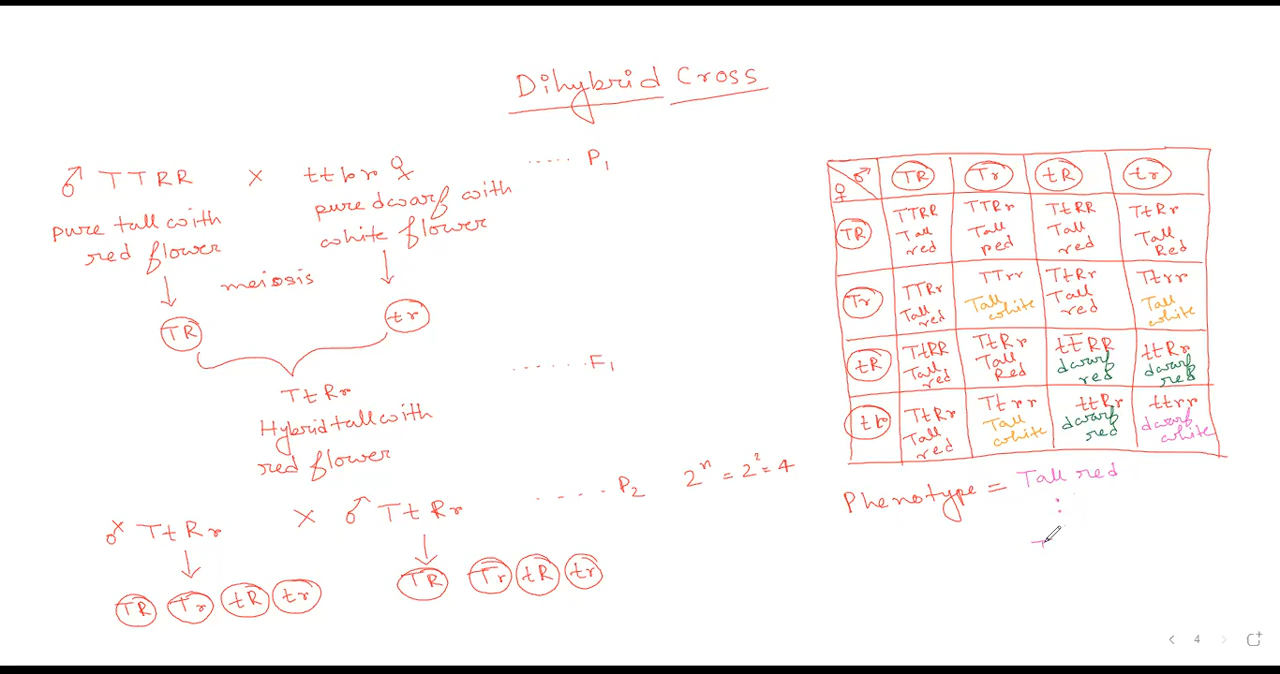 Dihybrid Cross
♂ TTRR × ttrr ♀ ..... P1
pure tall with red flower
pure dwarf with white flower
meiosis
TR tr
...... F1
TtRr
Hybrid tall with
red flower
..... P2 2^n = 2^2 = 4
TtRr × ♂ TtRr
TR Tr tR tr TR Tr tR tr
♂ ♀ TR Tr tR tr
TR TTRR Tall red TTRr Tall red TtRR Tall red TtRr Tall Red
Tr TTRr Tall red TTrr Tall white TtRr Tall red Ttrr Tall white
tR TtRR Tall red TtRr Tall Red ttRR dwarf red ttRr dwarf red
tr TtRr Tall red Ttrr Tall white ttRr dwarf red ttrr dwarf white
Phenotype = Tall red
:
4